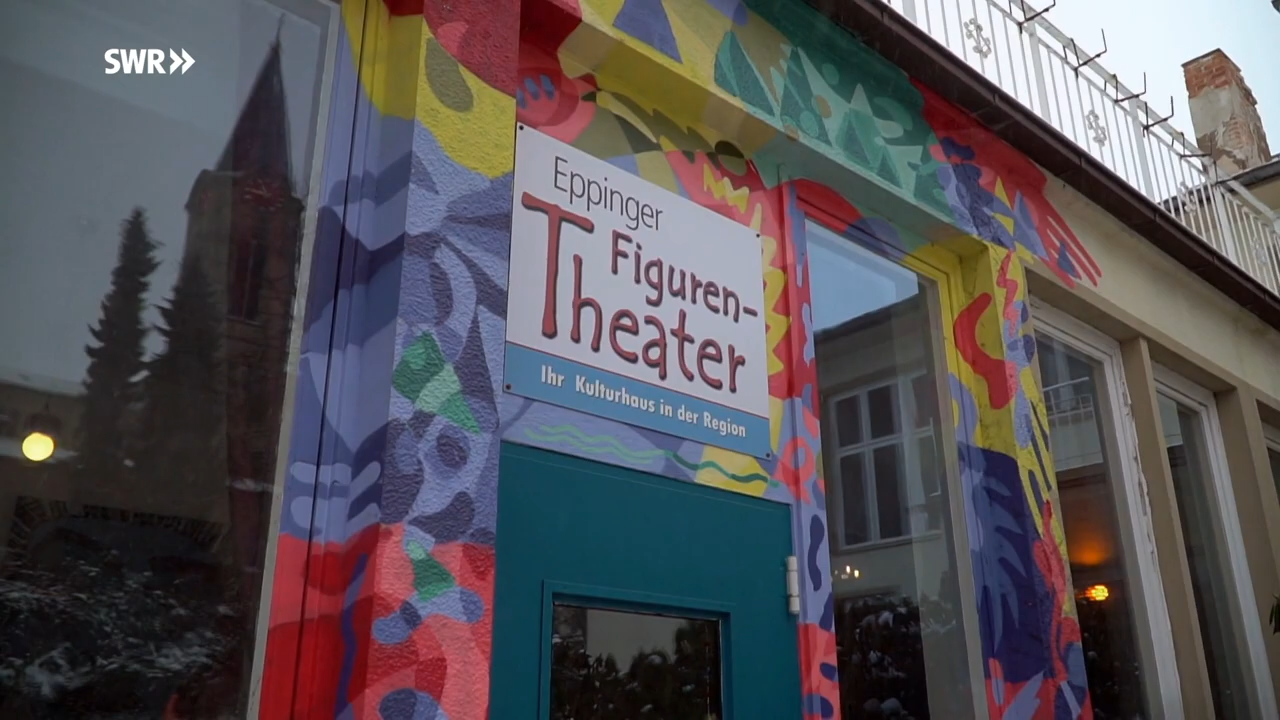 SWR
Eppinger
Figuren-
Theater
Ihr Kulturhaus in der Region